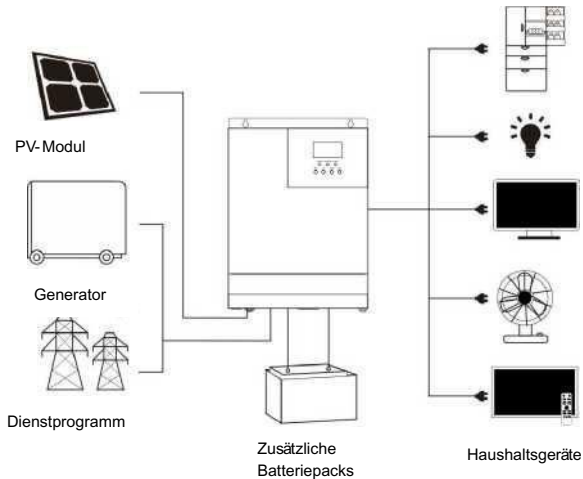 PV-Modul
Generator
Dienstprogramm
Zusätzliche
Batteriepacks
Haushaltsgeräte